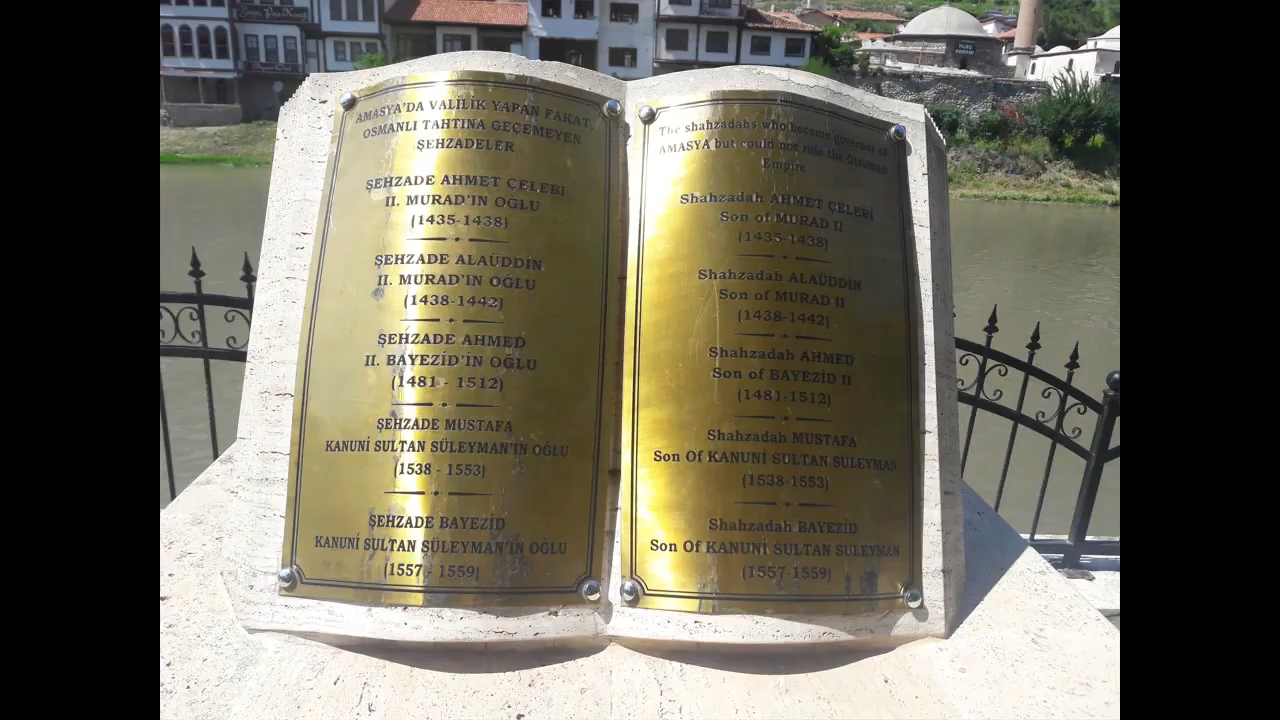 AMASYA'DA VALİLİK YAPAN FAKAT,
OSMANLI TAHTINA GEÇEMEYEN
ŞEHZADELER
ŞEHZADE AHMET ÇELEBİ
II. MURAD'IN OĞLU
(1435-1438)
ŞEHZADE ALAÜDDİN
II. MURAD'IN OĞLU
(1438-1442)
ŞEHZADE AHMED
II. BAYEZİD'İN OĞLU
(1481 - 1512)
ŞEHZADE MUSTAFA
KANUNİ SULTAN SÜLEYMAN'IN OĞLU
(1538 - 1553)
ŞEHZADE BAYEZİD
KANUNİ SULTAN SÜLEYMAN'IN OĞLU
(1557 - 1559)
The shahzadahs who became governor of
AMASYA but could not rule the Ottoman
Empire
Shahzadah AHMET ÇELEBİ
Son of MURAD II
(1435-1438)
Shahzadah ALAÜDDİN
Son of MURAD II
(1438-1442)
Shahzadah AHMED
Son of BAYEZİD II
(1481-1512)
Shahzadah MUSTAFA
Son Of KANUNİ SULTAN SULEYMAN
(1538-1553)
Shahzadah BAYEZİD
Son Of KANUNİ SULTAN SULEYMAN
(1557-1559)